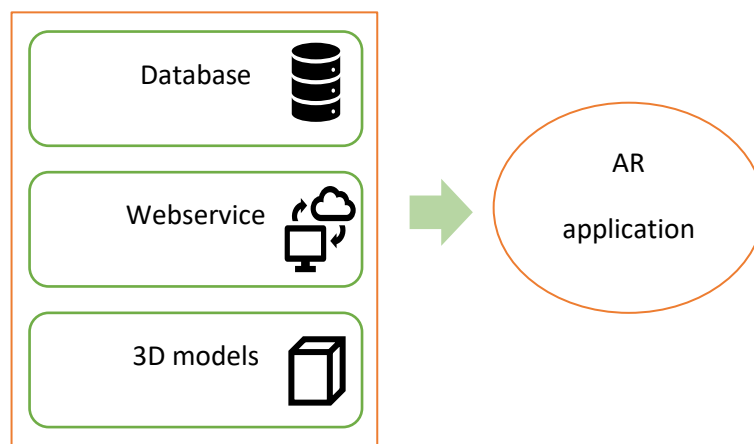 Database
Webservice
3D models
AR
application